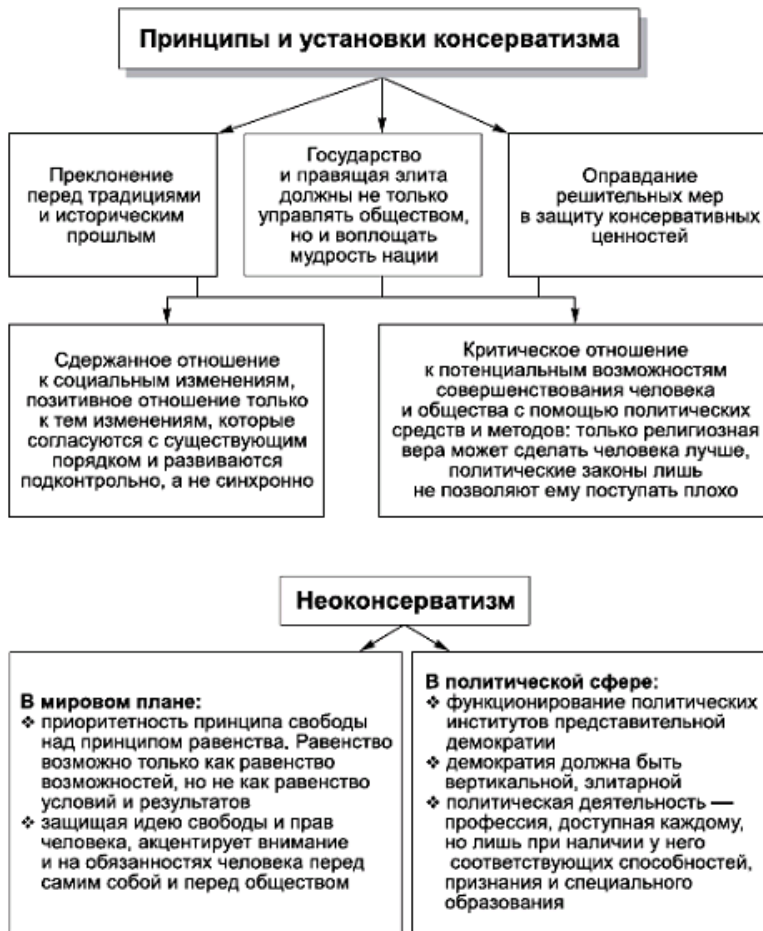 Принципы и установки консерватизма
Преклонение
перед традициями
и историческим
прошлым
Государство
и правящая элита
должны не только
управлять обществом,
но и воплощать
мудрость нации
Оправдание
решительных мер
в защиту консервативных
ценностей
Сдержанное отношение
к социальным изменениям,
позитивное отношение только
к тем изменениям, которые
согласуются с существующим
порядком и развиваются
подконтрольно, а не синхронно
Критическое отношение
к потенциальным возможностям
совершенствования человека
и общества с помощью политических
средств и методов: только религиозная
вера может сделать человека лучше,
политические законы лишь
не позволяют ему поступать плохо
Неоконсерватизм
В мировом плане:
❖ приоритетность принципа свободы
над принципом равенства. Равенство
возможно только как равенство
возможностей, но не как равенство
условий и результатов
❖ защищая идею свободы и прав
человека, акцентирует внимание
и на обязанностях человека перед
самим собой и перед обществом
В политической сфере:
❖ функционирование политических
институтов представительной
демократии
❖ демократия должна быть
вертикальной, элитарной
❖ политическая деятельность —
профессия, доступная каждому,
но лишь при наличии у него
соответствующих способностей,
признания и специального
образования